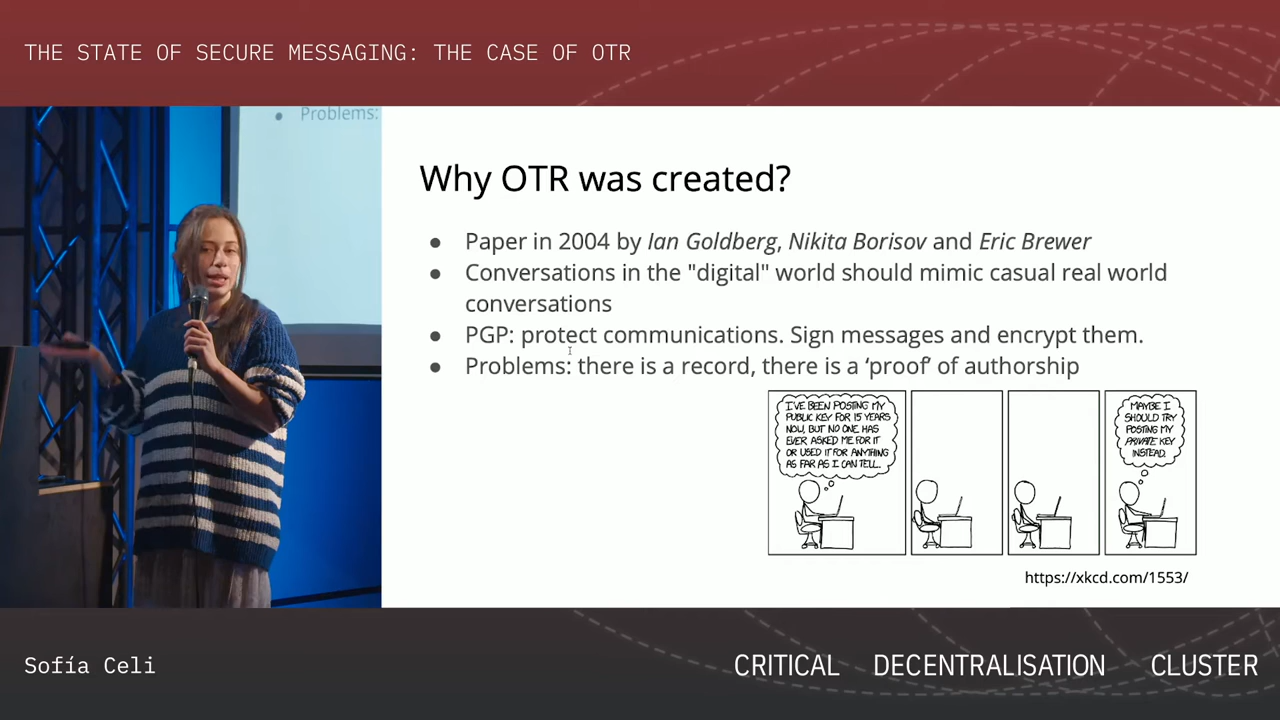 THE STATE OF SECURE MESSAGING: THE CASE OF OTR
Problems:
Why OTR was created?
● Paper in 2004 by Ian Goldberg, Nikita Borisov and Eric Brewer
● Conversations in the "digital" world should mimic casual real world
conversations
● PGP: protect communications. Sign messages and encrypt them.
● Problems: there is a record, there is a ‘proof’ of authorship
I'VE BEEN POSTING MY
PUBLIC KEY FOR 15 YEARS
NOW, BUT NO ONE HAS
EVER ASKED ME FOR IT
OR USED IT FOR ANYTHING
AS FAR AS I CAN TELL.
MAYBE I
SHOULD TRY
POSTING MY
PRIVATE KEY
INSTEAD.
https://xkcd.com/1553/
Sofía Celi
CRITICAL DECENTRALISATION CLUSTER